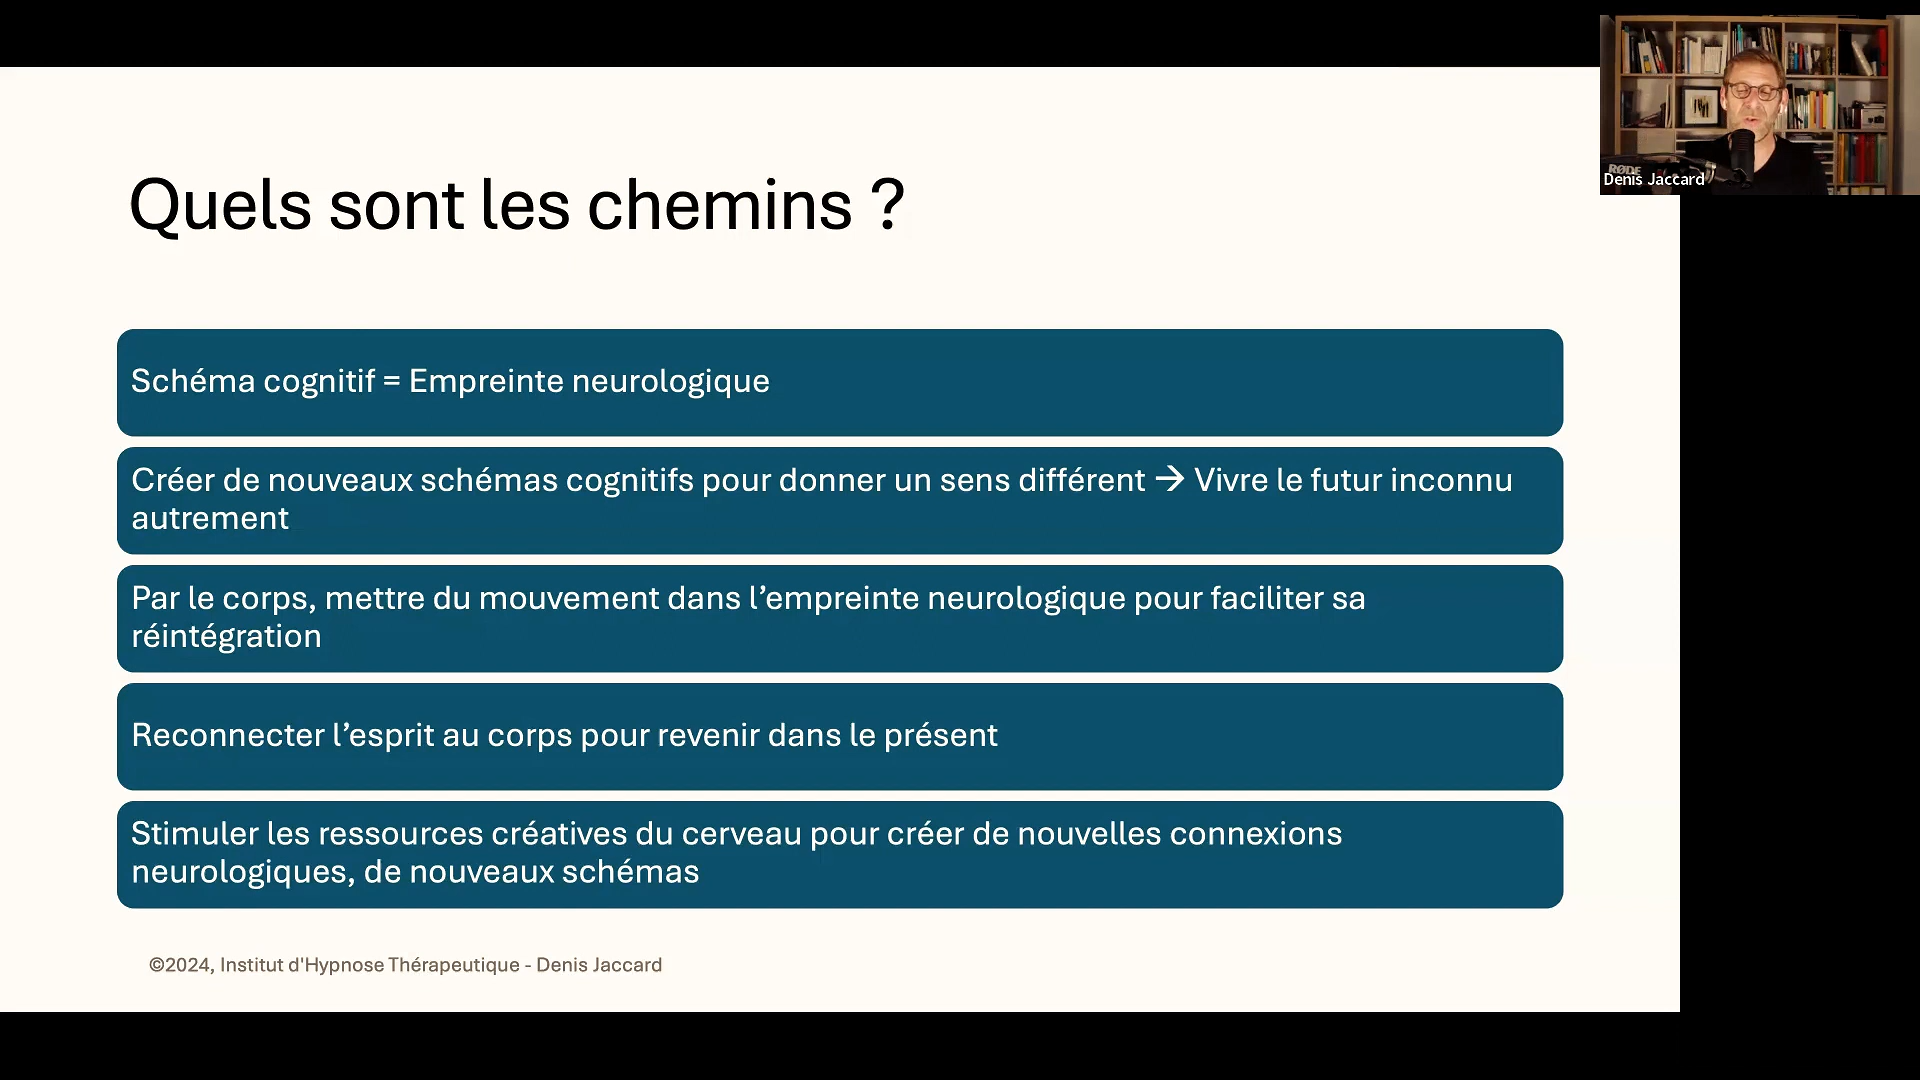 Quels sont les chemins ?
Schéma cognitif = Empreinte neurologique
Créer de nouveaux schémas cognitifs pour donner un sens différent → Vivre le futur inconnu
autrement
Par le corps, mettre du mouvement dans l’empreinte neurologique pour faciliter sa
réintégration
Reconnecter l’esprit au corps pour revenir dans le présent
Stimuler les ressources créatives du cerveau pour créer de nouvelles connexions
neurologiques, de nouveaux schémas
©2024, Institut d'Hypnose Thérapeutique - Denis Jaccard
RØDE
Denis Jaccard